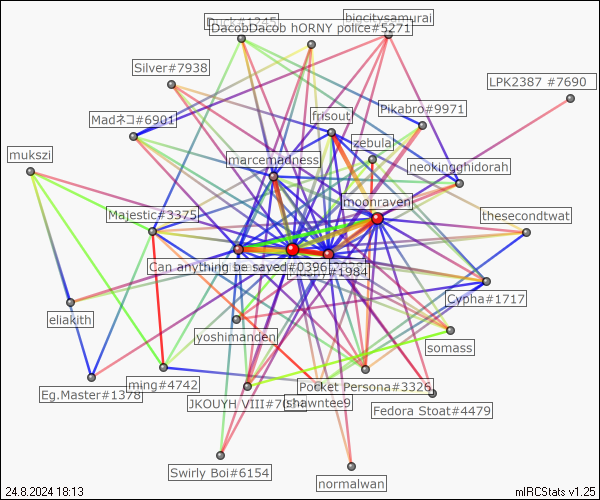 bigcitysamurai
DacobDacob hORNY police#5271
Silver#7938
LPK2387 #7690
Pikabro#9971
frisout
Madネコ#6901
zebula
mukszi
marcemadness
neokingghidorah
moonraven
Majestic#3375
thesecondtwat
Can anything be saved#0396
#1984
Cypha#1717
eliakith
yoshimanden
somass
ming#4742
Pocket Persona#3326
Eg.Master#1378
JKOUYH VIII
shawntee9
Fedora Stoat#4479
Swirly Boi#6154
normalwan
24.8.2024 18:13
mIRCStats v1.25